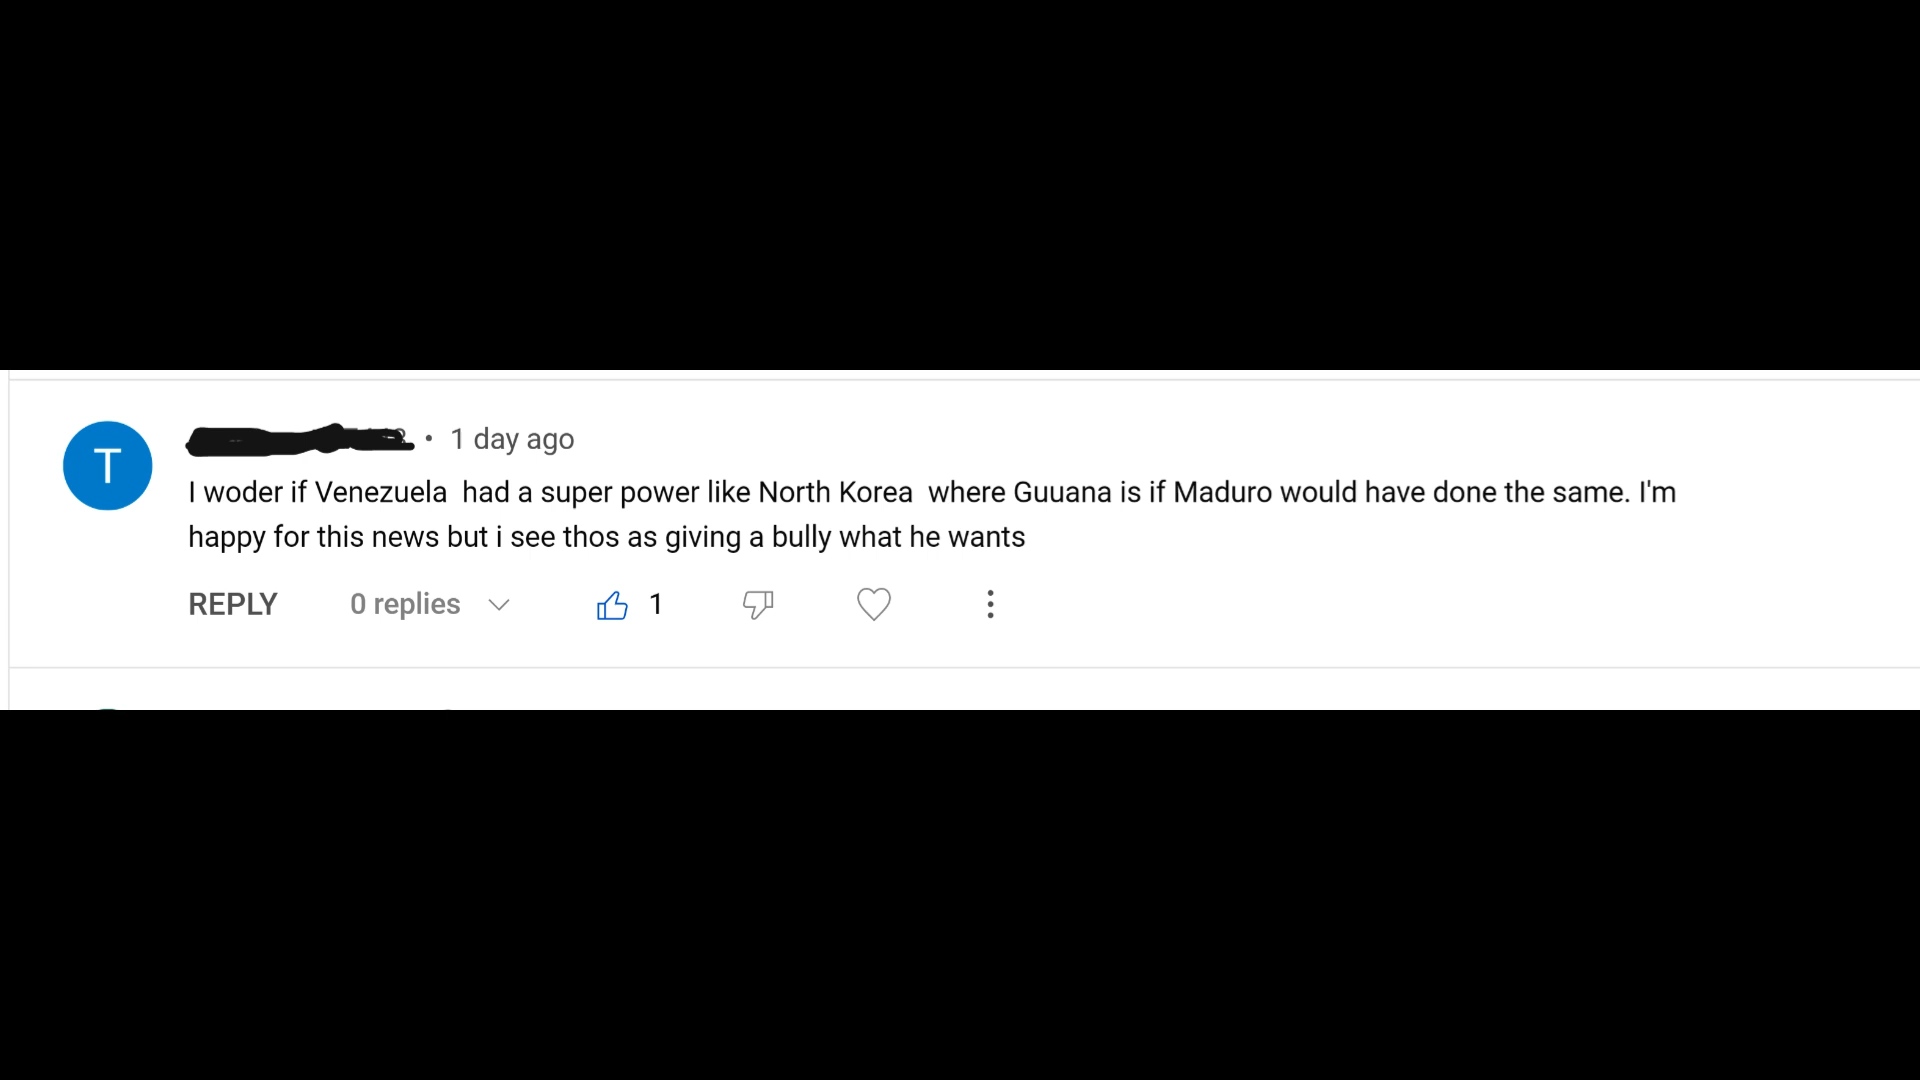 T
• 1 day ago
I woder if Venezuela  had a super power like North Korea  where Guuana is if Maduro would have done the same. I'm
happy for this news but i see thos as giving a bully what he wants
REPLY 0 replies 1